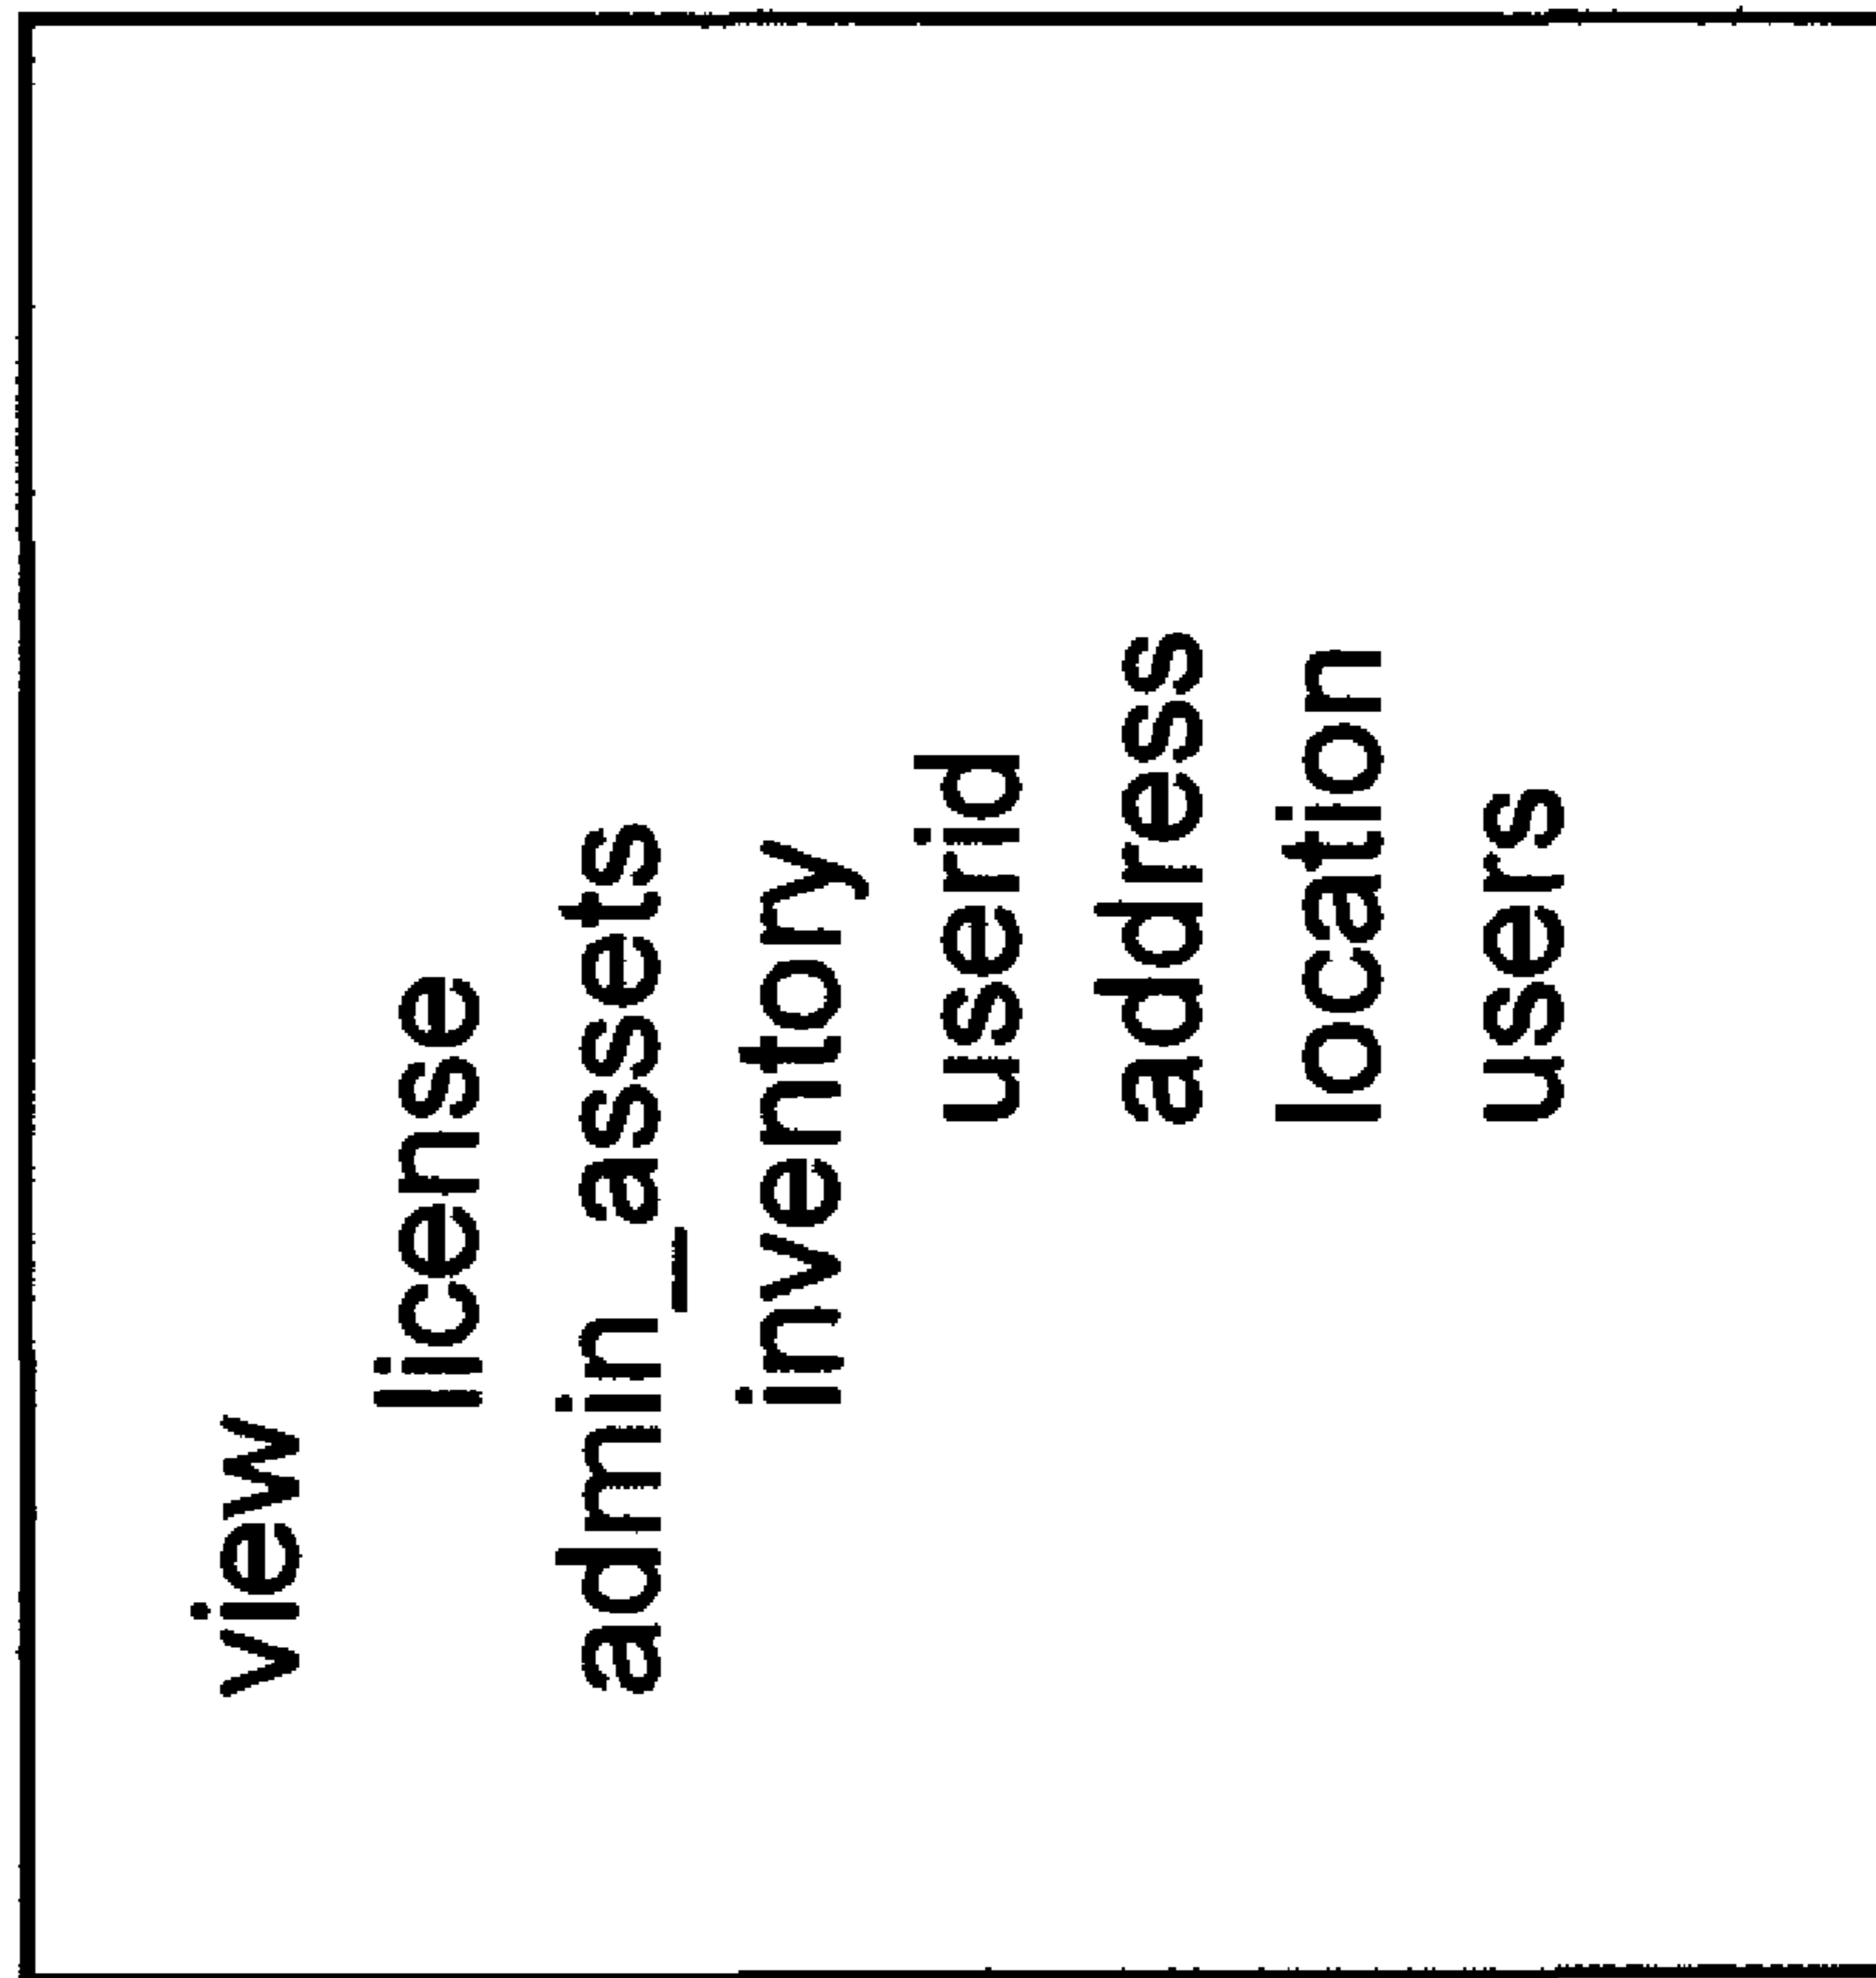 view
license
admin_assets
inventory
userid
address
location
users